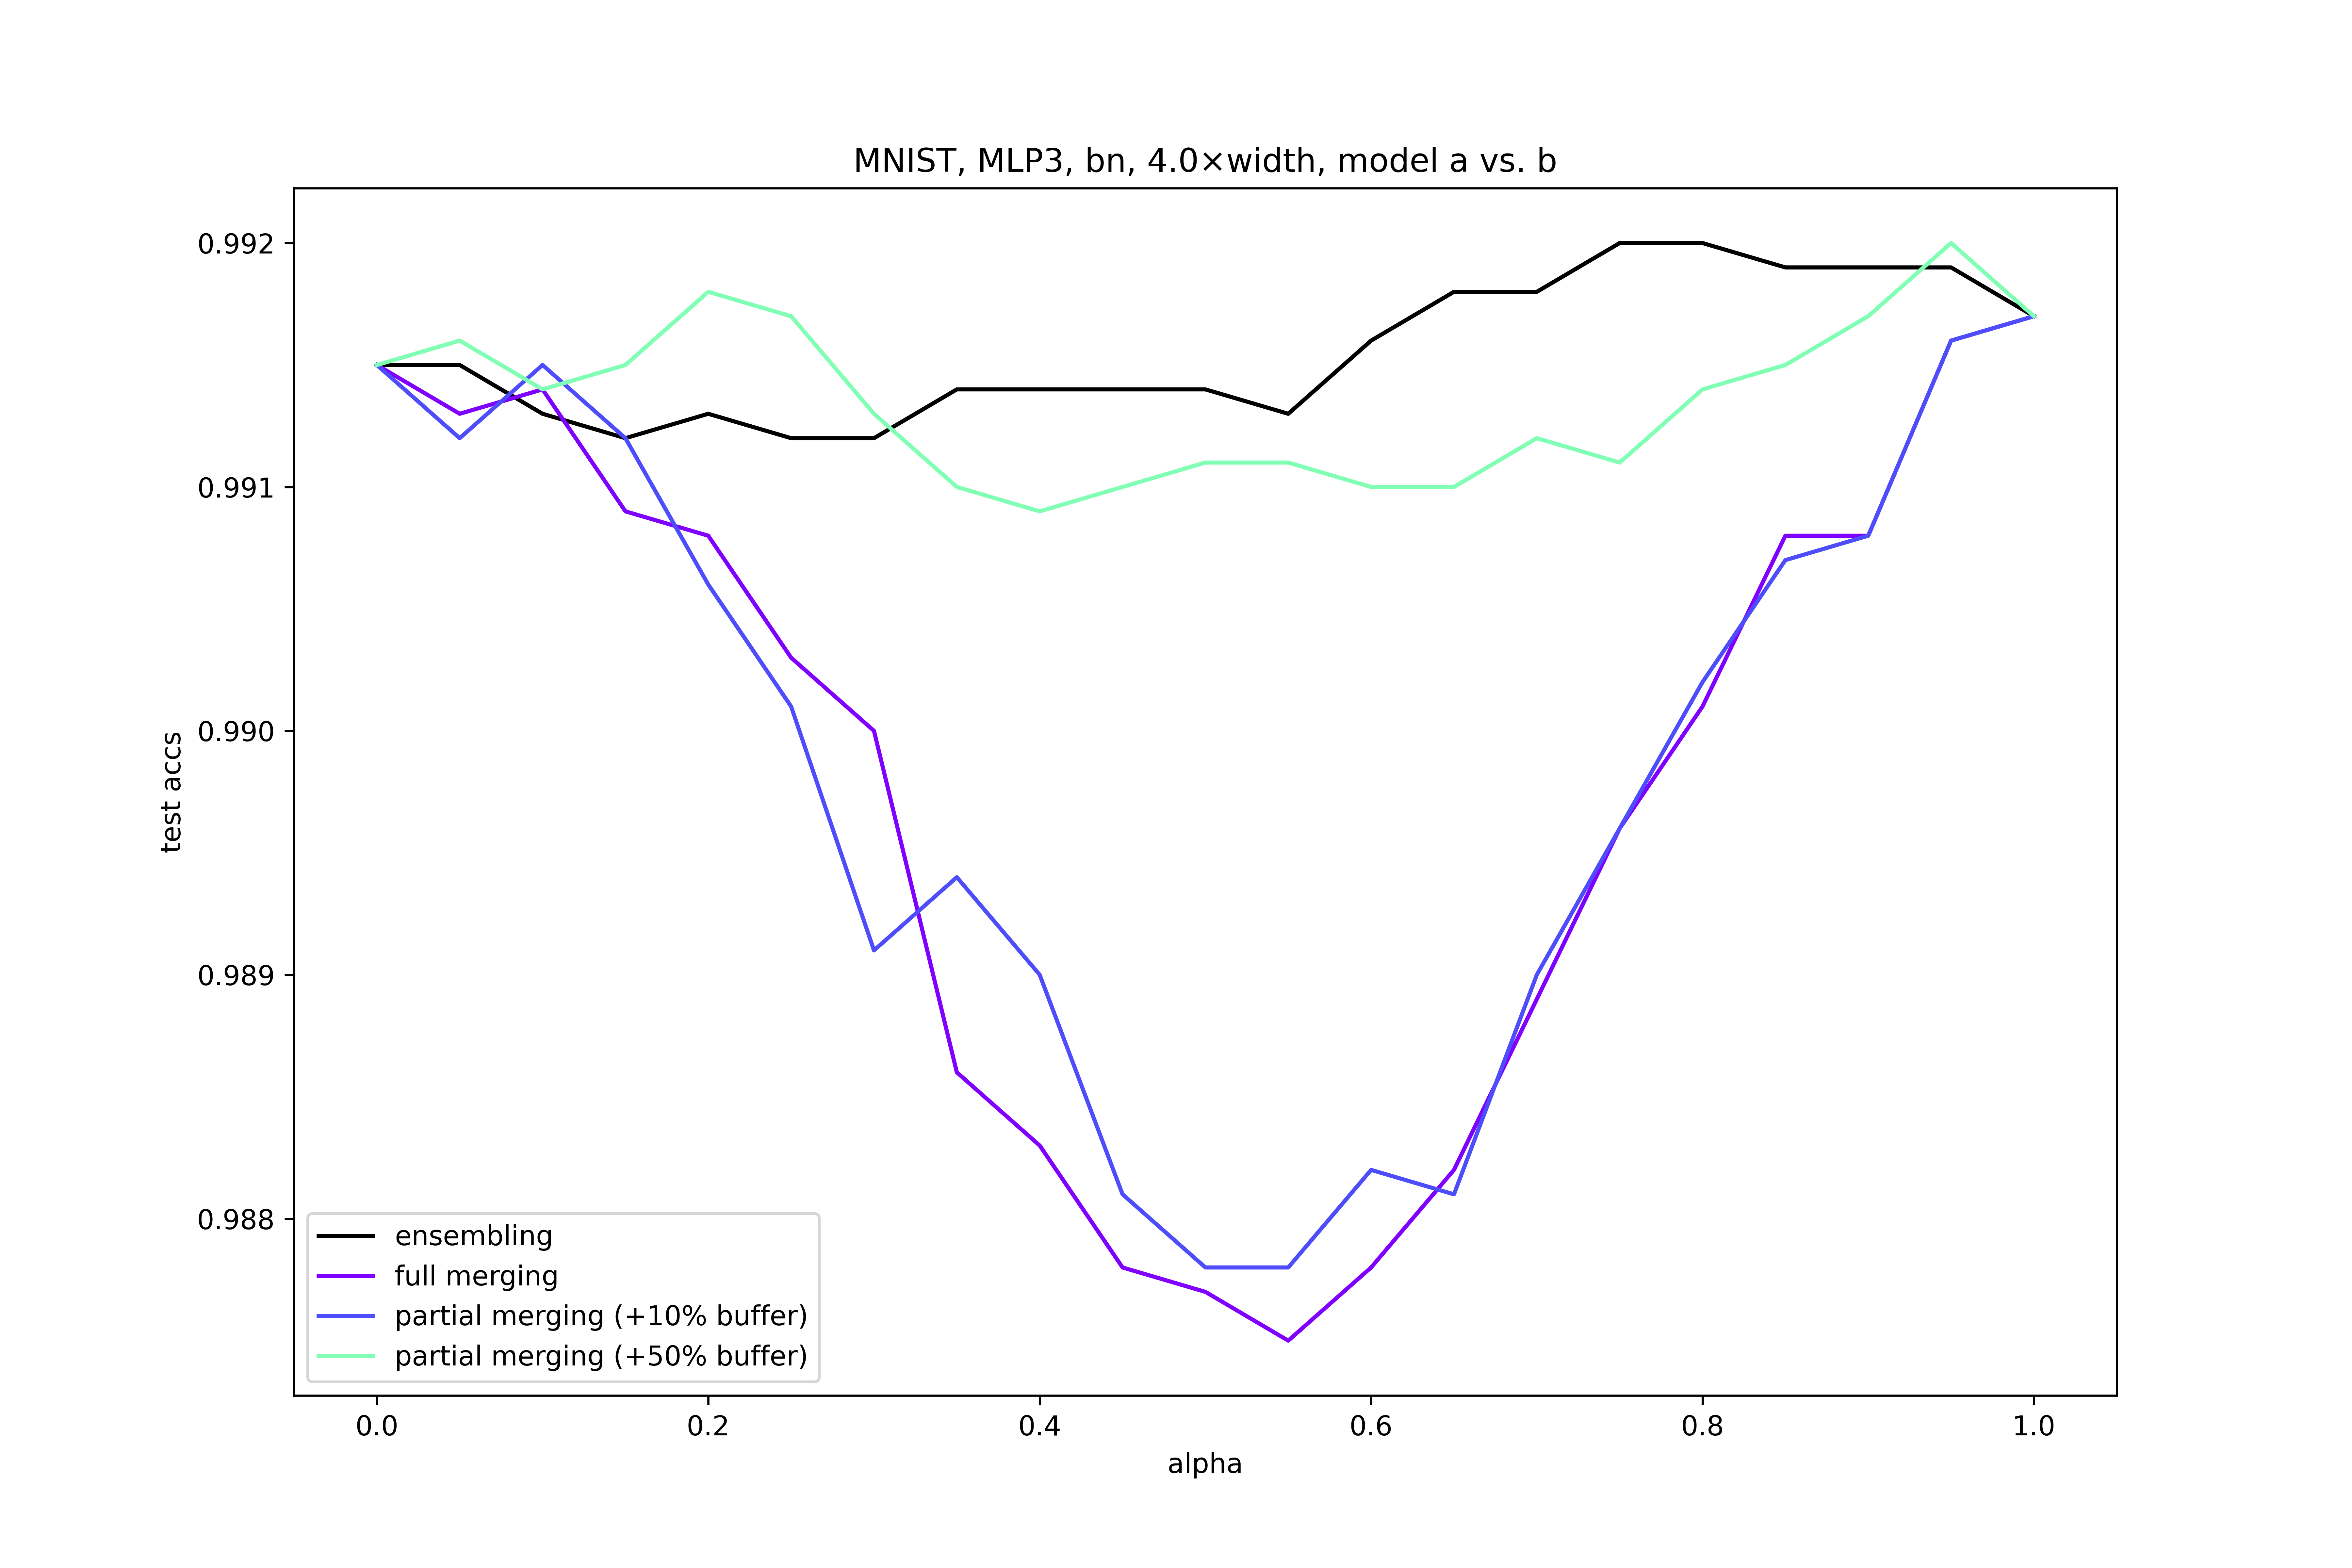 MNIST, MLP3, bn, 4.0×width, model a vs. b
0.992
0.991
0.990
0.989
0.988
test accs
ensembling
full merging
partial merging (+10% buffer)
partial merging (+50% buffer)
0.0 0.2 0.4 0.6 0.8 1.0
alpha